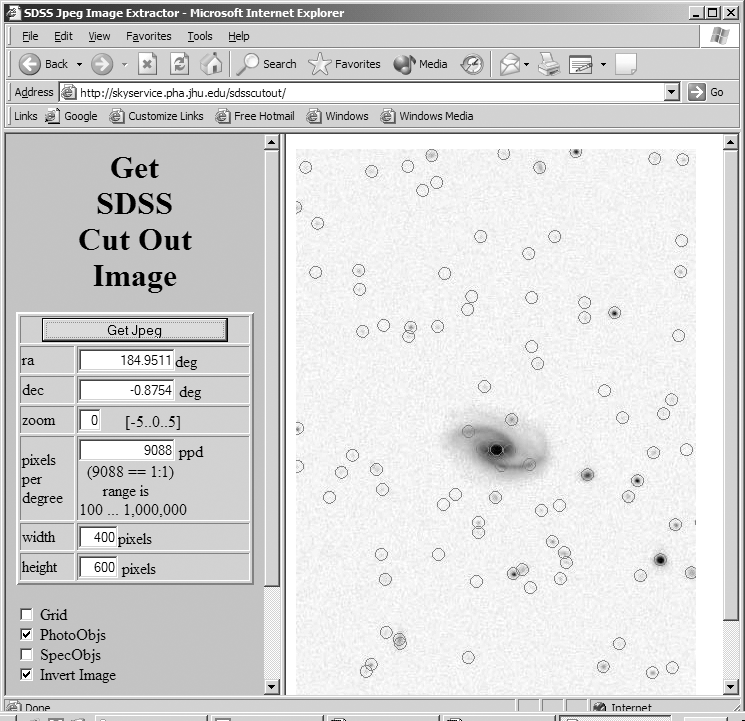 SDSS Jpeg Image Extractor - Microsoft Internet Explorer
File Edit View Favorites Tools Help
Back Search Favorites Media
Address http://skyservice.pha.jhu.edu/sdsscutout/ Go
Links Google Customize Links Free Hotmail Windows Windows Media
Get
SDSS
Cut Out
Image
Get Jpeg
ra 184.9511 deg
dec -0.8754 deg
zoom 0 [-5..0..5]
pixels per degree 9088 ppd
(9088 == 1:1)
range is
100 ... 1,000,000
width 400 pixels
height 600 pixels
Grid
PhotoObjs
SpecObjs
Invert Image
Done Internet